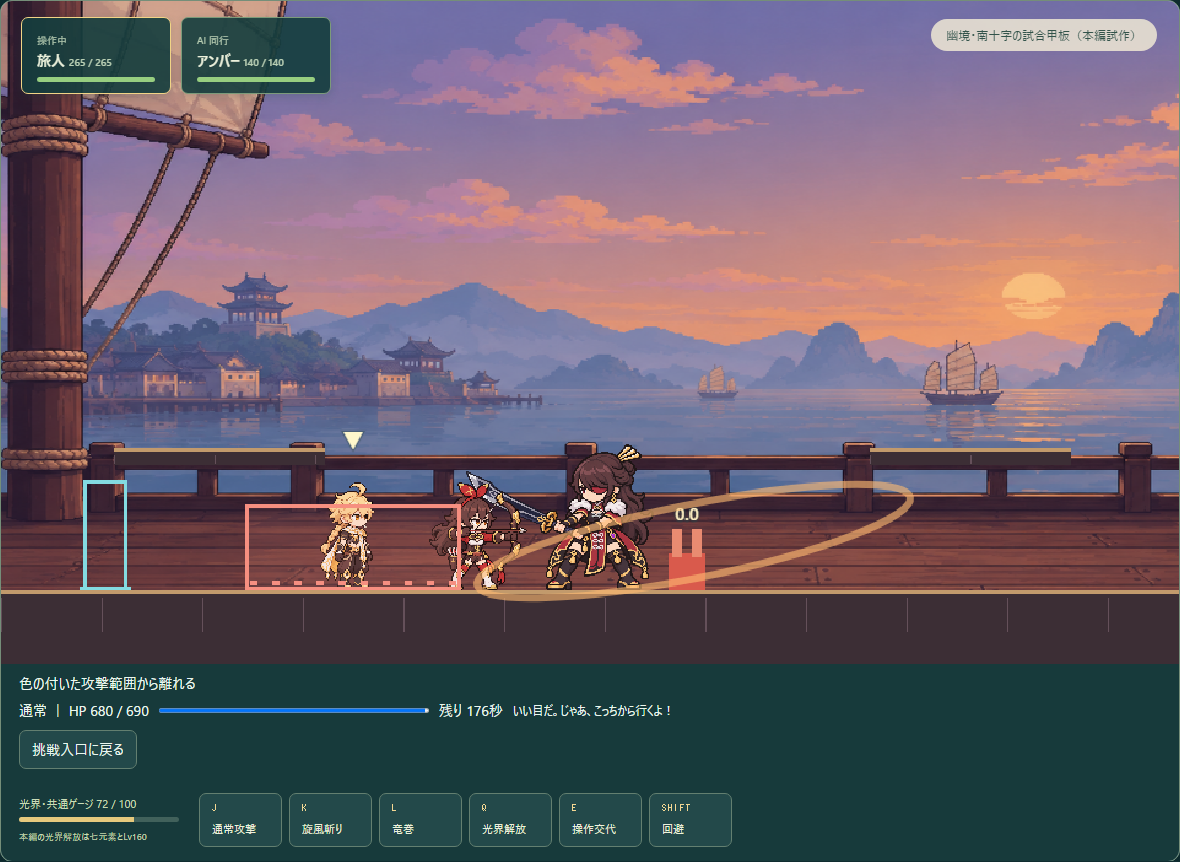 操作中
旅人 265 / 265
AI 同行
アンバー 140 / 140
幽境・南十字の試合甲板（本編試作）
0.0
色の付いた攻撃範囲から離れる
通常 | HP 680 / 690 残り 176秒 いい目だ。じゃあ、こっちから行くよ！
挑戦入口に戻る
光界・共通ゲージ 72 / 100
本編の光界解放は七元素とLv160
J
通常攻撃
K
旋風斬り
L
竜巻
Q
光界解放
E
操作交代
SHIFT
回避